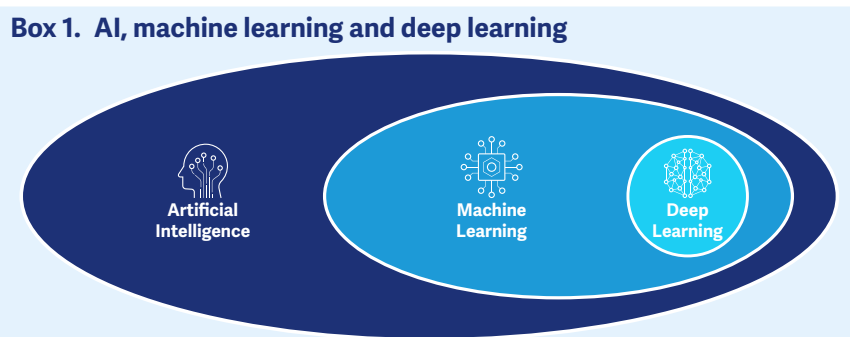 Box 1. AI, machine learning and deep learning
Artificial
Intelligence
Machine
Learning
Deep
Learning